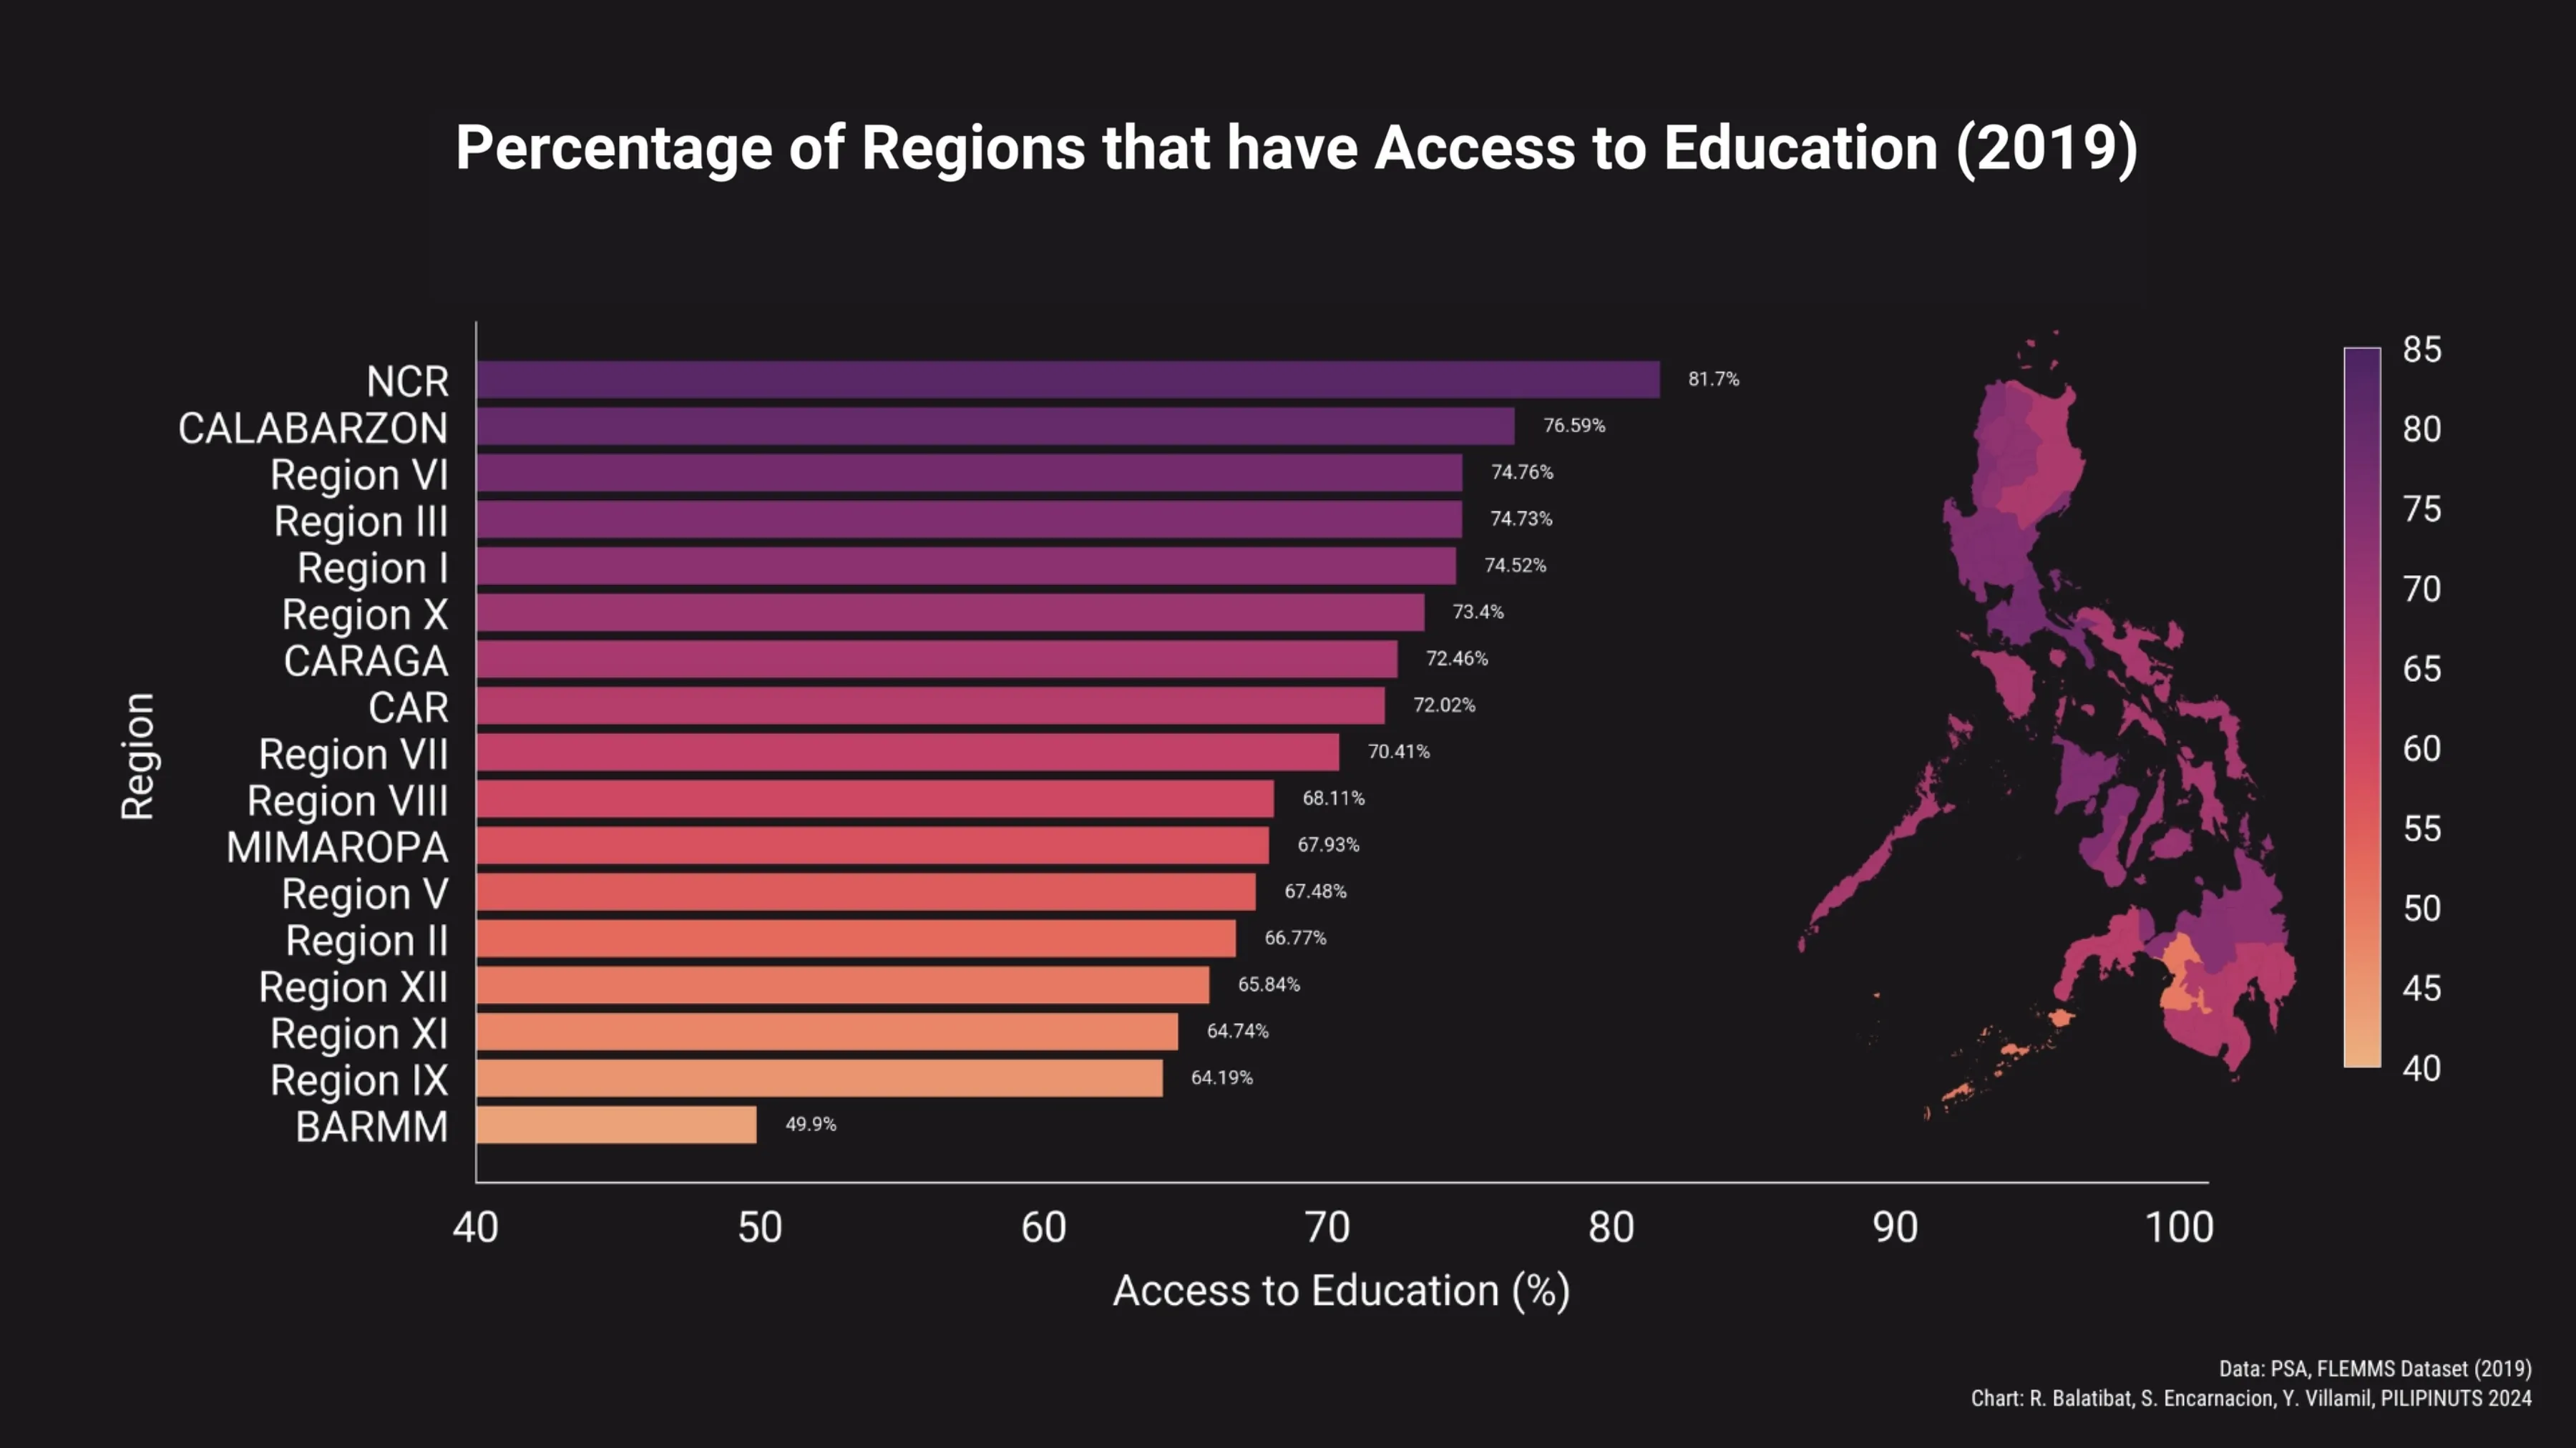 Percentage of Regions that have Access to Education (2019)
Region
NCR 81.7%
CALABARZON 76.59%
Region VI 74.76%
Region III 74.73%
Region I 74.52%
Region X 73.4%
CARAGA 72.46%
CAR 72.02%
Region VII 70.41%
Region VIII 68.11%
MIMAROPA 67.93%
Region V 67.48%
Region II 66.77%
Region XII 65.84%
Region XI 64.74%
Region IX 64.19%
BARMM 49.9%
40 50 60 70 80 90 100
Access to Education (%)
85
80
75
70
65
60
55
50
45
40
Data: PSA, FLEMMS Dataset (2019)
Chart: R. Balatibat, S. Encarnacion, Y. Villamil, PILIPINUTS 2024